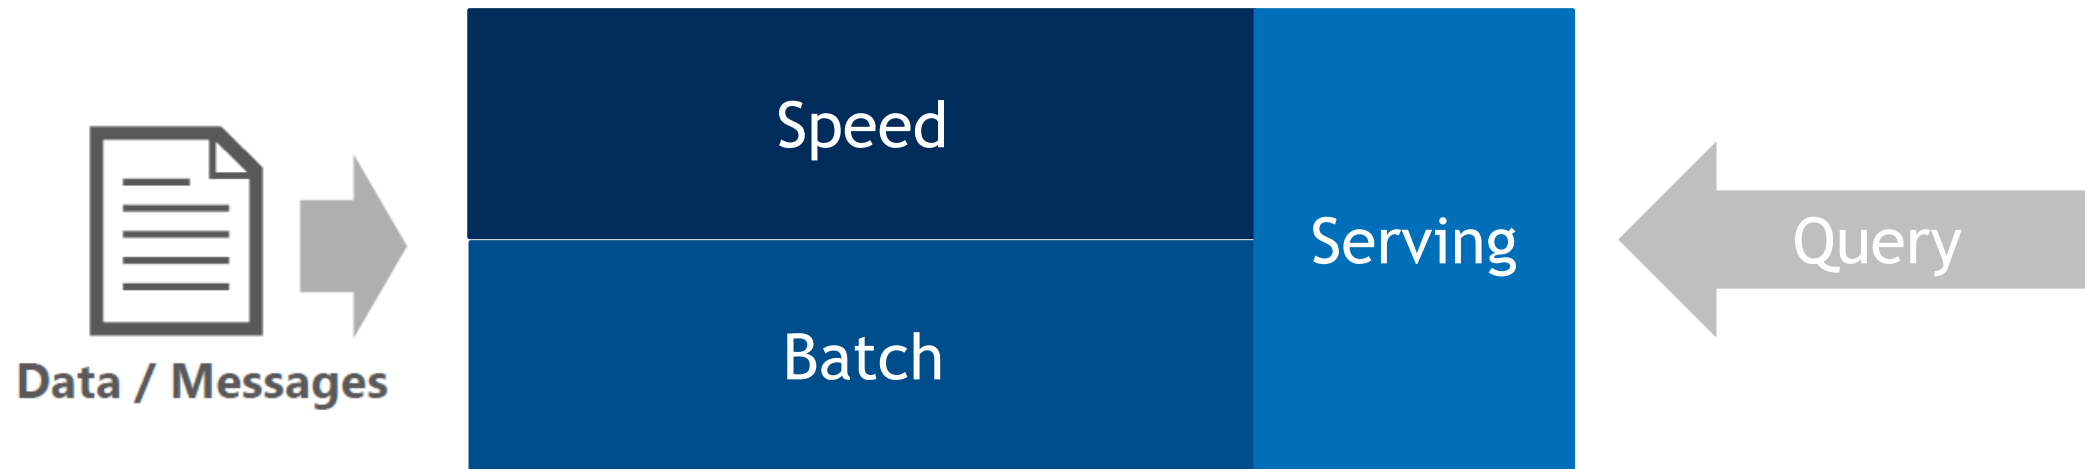 Speed
Serving
Query
Batch
Data / Messages